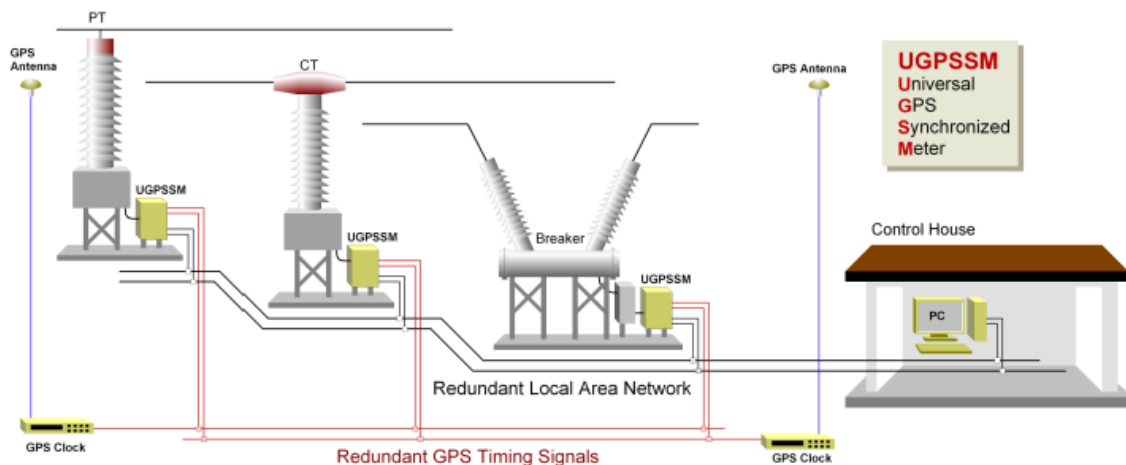 PT
GPS
Antenna
CT
GPS Antenna
UGPSSM
Universal
GPS
Synchronized
Meter
UGPSSM
UGPSSM
Breaker
UGPSSM
Control House
PC
Redundant Local Area Network
GPS Clock
Redundant GPS Timing Signals
GPS Clock